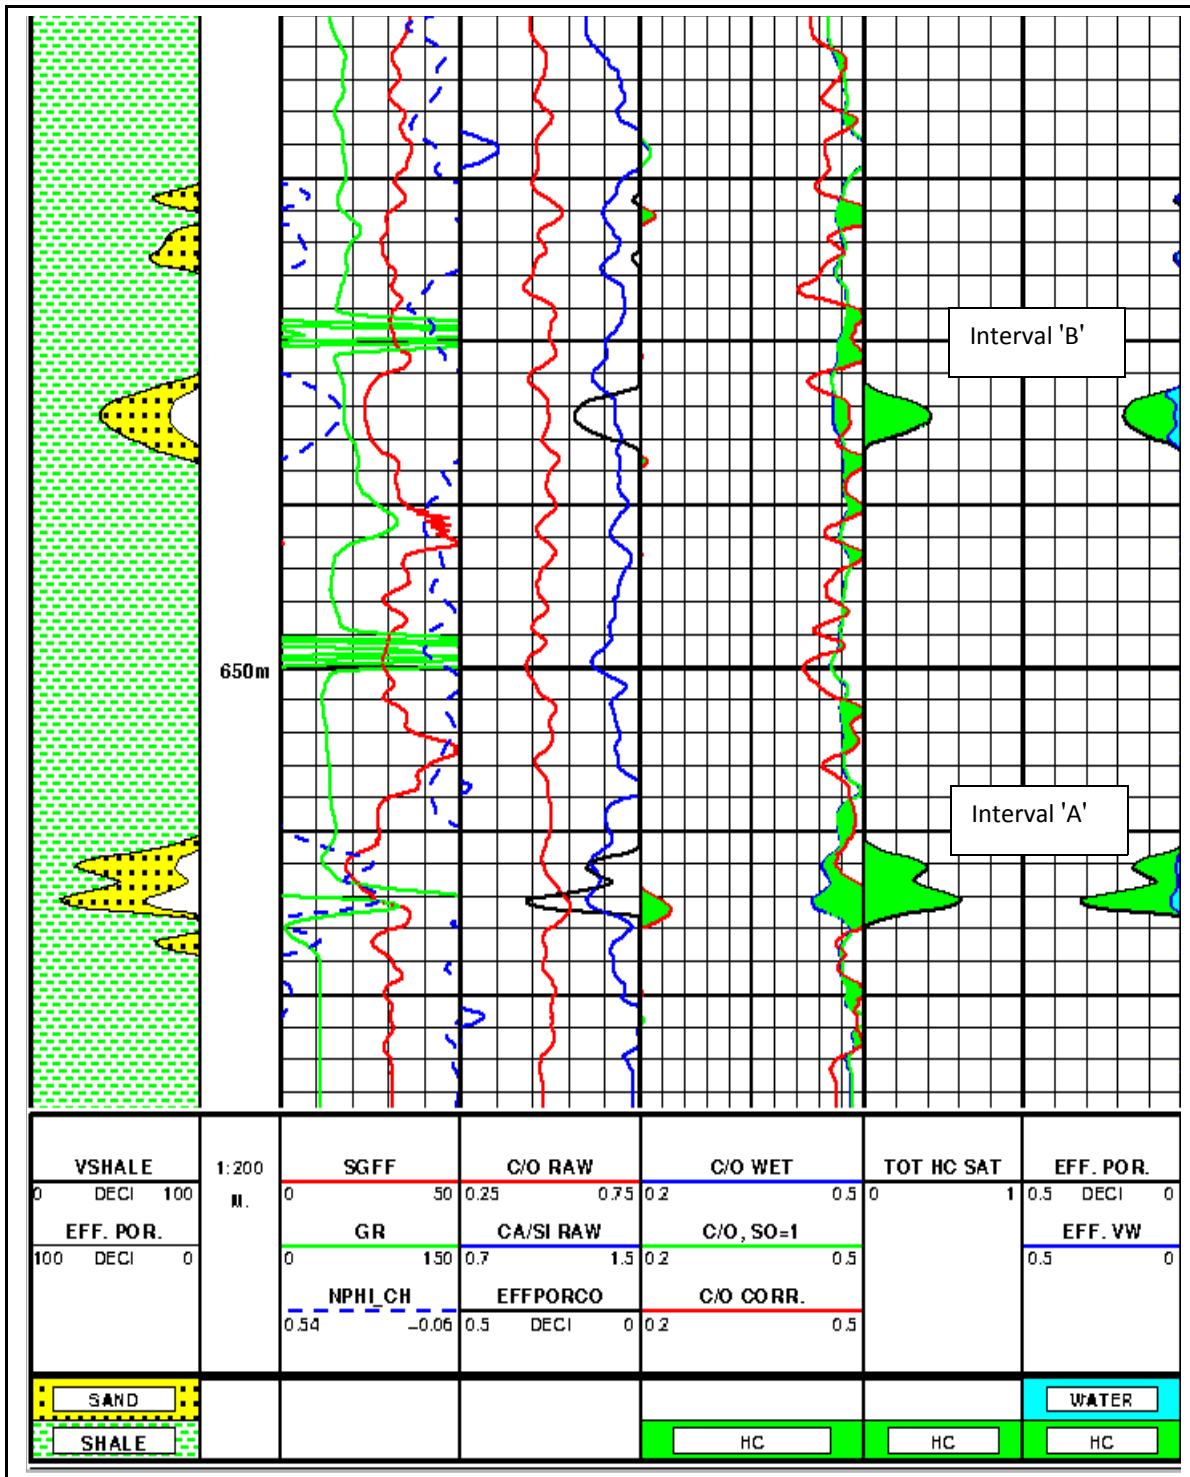 Interval 'B'
650m
Interval 'A'
VSHALE 1:200 SGFF C/O RAW C/O WET TOT HC SAT EFF. POR.
0 DECI 100 M. 0 50 0.25 0.75 0.2 0.5 0 1 0.5 DECI 0
EFF. POR. GR CA/SI RAW C/O, SO=1 EFF. VW
100 DECI 0 0 150 0.7 1.5 0.2 0.5 0.5 0
NPHI_CH EFFPORCO C/O CORR.
0.54 -0.06 0.5 DECI 0 0.2 0.5
SAND WATER
SHALE HC HC HC